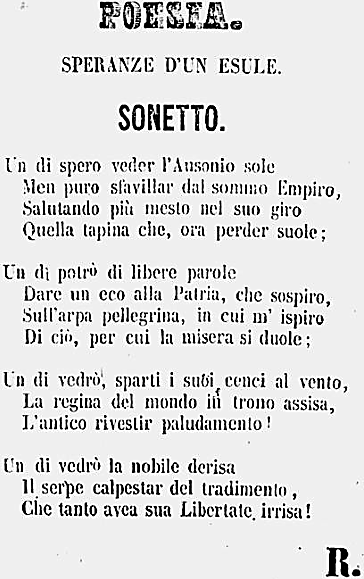 POESIA.
SPERANZE D'UN ESULE.
SONETTO.
Un di spero veder l'Ausonio sole
Men puro sfavillar dal sommo Empiro,
Salutando più mesto nel suo giro
Quella tapina che, ora perder suole;
Un di potrò di libere parole
Dare un eco alla Patria, che sospiro,
Sull'arpa pellegrina, in cui m' ispiro
Di ciò, per cui la misera si duole;
Un di vedrò, sparti i suoi cenci al vento,
La regina del mondo in trono assisa,
L'antico rivestir paludamento!
Un di vedrò la nobile derisa
Il serpe calpestar del tradimento,
Che tanto avea sua Libertate irrisa!
R.